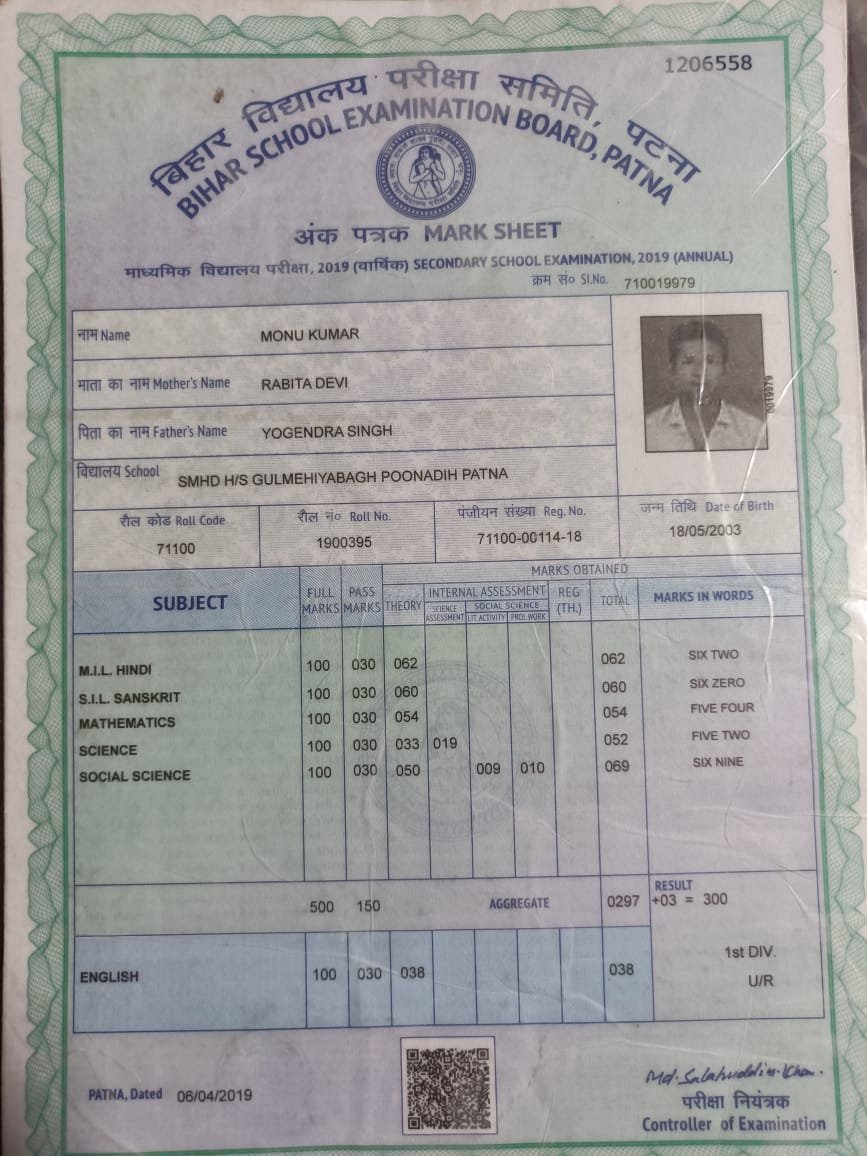 1206558
बिहार विद्यालय परीक्षा समिति, पटना
BIHAR SCHOOL EXAMINATION BOARD, PATNA
अंक पत्रक MARK SHEET
माध्यमिक विद्यालय परीक्षा, 2019 (वार्षिक) SECONDARY SCHOOL EXAMINATION, 2019 (ANNUAL)
क्रम सं० Sl.No. 710019979
नाम Name MONU KUMAR
माता का नाम Mother's Name RABITA DEVI
पिता का नाम Father's Name YOGENDRA SINGH
विद्यालय School SMHD H/S GULMEHIYABAGH POONADIH PATNA
0019979
रौल कोड Roll Code रौल नं० Roll No. पंजीयन संख्या Reg. No. जन्म तिथि Date of Birth
71100 1900395 71100-00114-18 18/05/2003
MARKS OBTAINED
SUBJECT FULL MARKS PASS MARKS THEORY INTERNAL ASSESSMENT REG (TH.) TOTAL MARKS IN WORDS
SCIENCE ASSESSMENT SOCIAL SCIENCE
LIT ACTIVITY PROJ. WORK
M.I.L. HINDI 100 030 062 062 SIX TWO
S.I.L. SANSKRIT 100 030 060 060 SIX ZERO
MATHEMATICS 100 030 054 054 FIVE FOUR
SCIENCE 100 030 033 019 052 FIVE TWO
SOCIAL SCIENCE 100 030 050 009 010 069 SIX NINE
500 150 AGGREGATE 0297 RESULT
+03 = 300
ENGLISH 100 030 038 038 1st DIV.
U/R
PATNA, Dated 06/04/2019
Md. Salahuddin Khan.
परीक्षा नियंत्रक
Controller of Examination